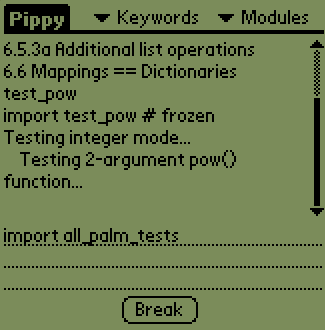 Pippy Keywords Modules
6.5.3a Additional list operations
6.6 Mappings == Dictionaries
test_pow
import test_pow # frozen
Testing integer mode...
Testing 2-argument pow()
function...
import all_palm_tests
Break